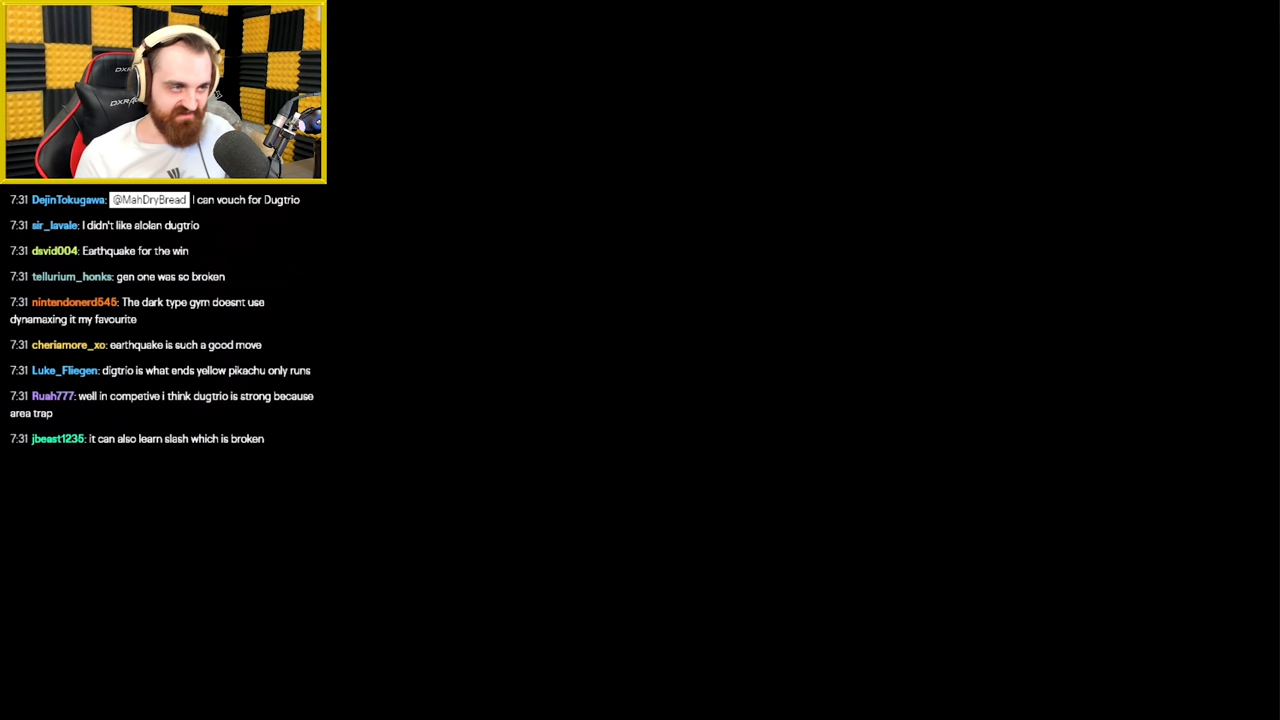 DXRA
DXRA
7:31 DejinTokugawa: @MahDryBread I can vouch for Dugtrio
7:31 sir_lavale: I didn't like alolan dugtrio
7:31 dsvid004: Earthquake for the win
7:31 tellurium_honks: gen one was so broken
7:31 nintendonerd545: The dark type gym doesnt use
dynamaxing it my favourite
7:31 cheriamore_xo: earthquake is such a good move
7:31 Luke_Fliegen: digtrio is what ends yellow pikachu only runs
7:31 Ruah777: well in competive i think dugtrio is strong because
area trap
7:31 jbeast1235: it can also learn slash which is broken